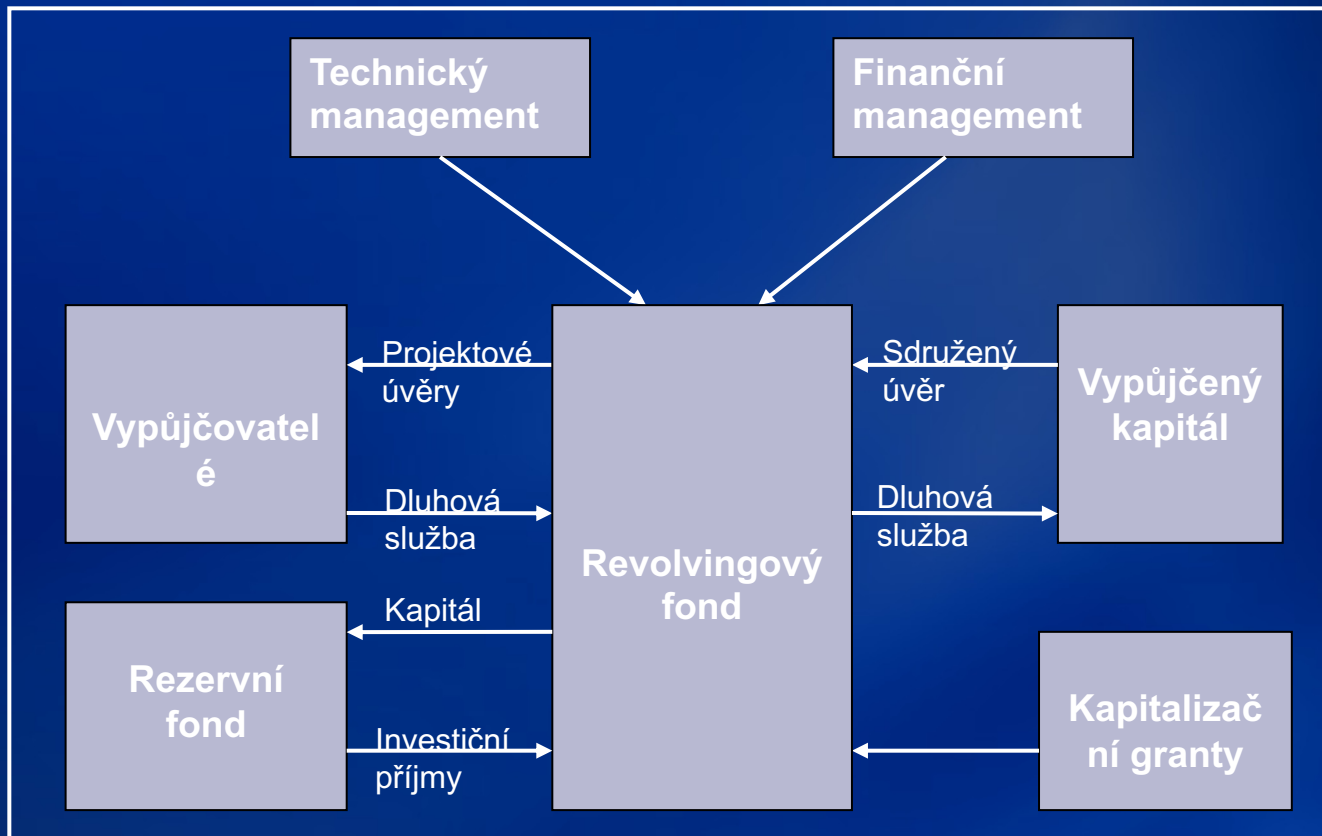 Technický
management
Finanční
management
Projektové
úvěry
Sdružený
úvěr
Vypůjčovatel
é
Vypůjčený
kapitál
Dluhová
služba
Dluhová
služba
Revolvingový
fond
Kapitál
Rezervní
fond
Investiční
příjmy
Kapitalizač
ní granty